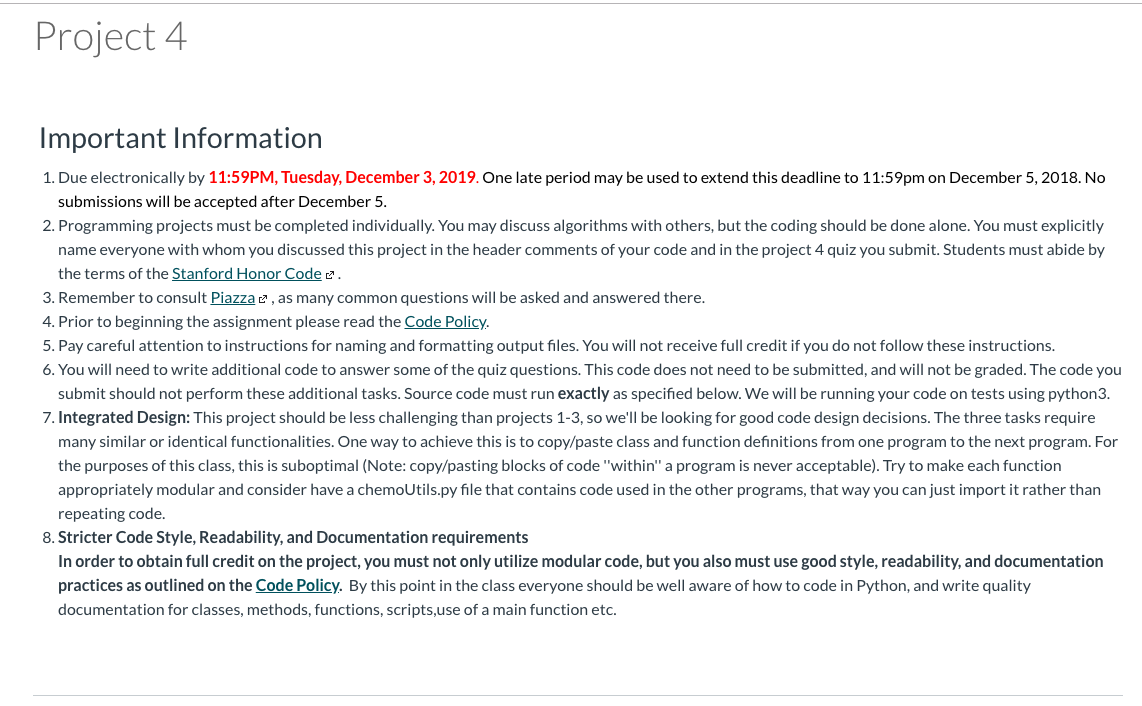 Project 4
Important Information
1. Due electronically by 11:59PM, Tuesday, December 3, 2019. One late period may be used to extend this deadline to 11:59pm on December 5, 2018. No
submissions will be accepted after December 5.
2. Programming projects must be completed individually. You may discuss algorithms with others, but the coding should be done alone. You must explicitly
name everyone with whom you discussed this project in the header comments of your code and in the project 4 quiz you submit. Students must abide by
the terms of the Stanford Honor Code .
3. Remember to consult Piazza , as many common questions will be asked and answered there.
4. Prior to beginning the assignment please read the Code Policy.
5. Pay careful attention to instructions for naming and formatting output files. You will not receive full credit if you do not follow these instructions.
6. You will need to write additional code to answer some of the quiz questions. This code does not need to be submitted, and will not be graded. The code you
submit should not perform these additional tasks. Source code must run exactly as specified below. We will be running your code on tests using python3.
7. Integrated Design: This project should be less challenging than projects 1-3, so we'll be looking for good code design decisions. The three tasks require
many similar or identical functionalities. One way to achieve this is to copy/paste class and function definitions from one program to the next program. For
the purposes of this class, this is suboptimal (Note: copy/pasting blocks of code ''within'' a program is never acceptable). Try to make each function
appropriately modular and consider have a chemoUtils.py file that contains code used in the other programs, that way you can just import it rather than
repeating code.
8. Stricter Code Style, Readability, and Documentation requirements
In order to obtain full credit on the project, you must not only utilize modular code, but you also must use good style, readability, and documentation
practices as outlined on the Code Policy. By this point in the class everyone should be well aware of how to code in Python, and write quality
documentation for classes, methods, functions, scripts,use of a main function etc.